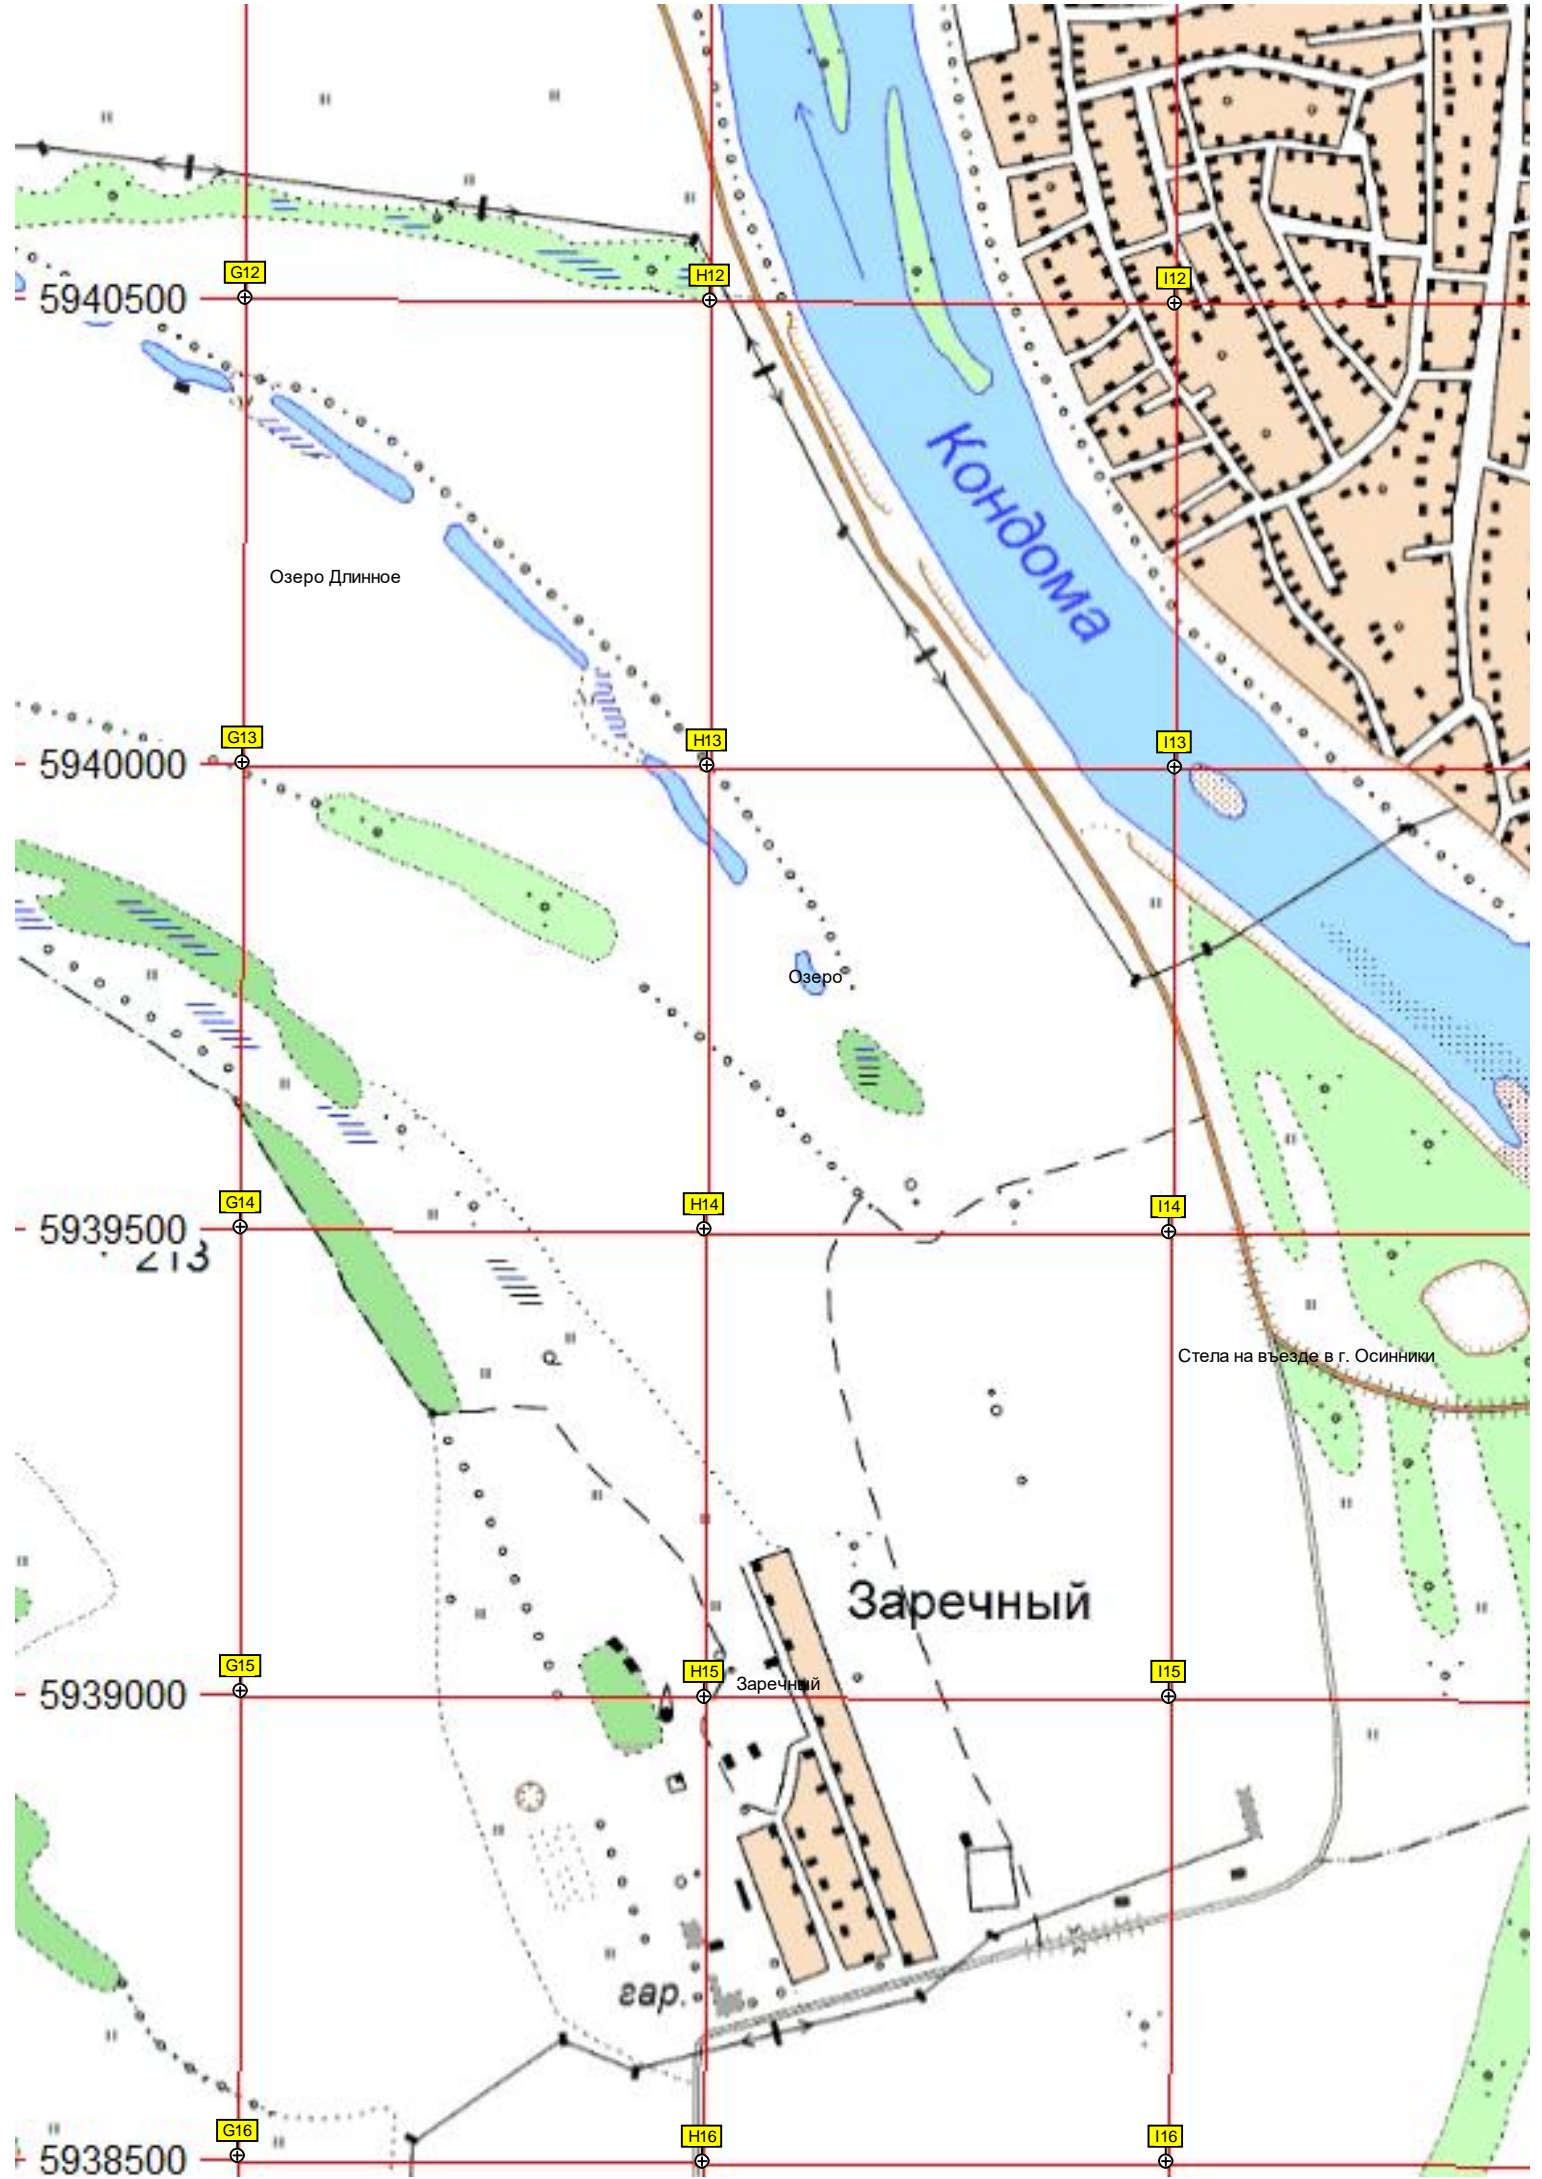 G12
H12
I12
5940500
Кондома
Озеро Длинное
G13
H13
I13
5940000
Озеро
G14
H14
I14
5939500
213
Стела на въезде в г. Осинники
Заречный
G15
H15
I15
Заречный
5939000
гар.
G16
H16
I16
5938500